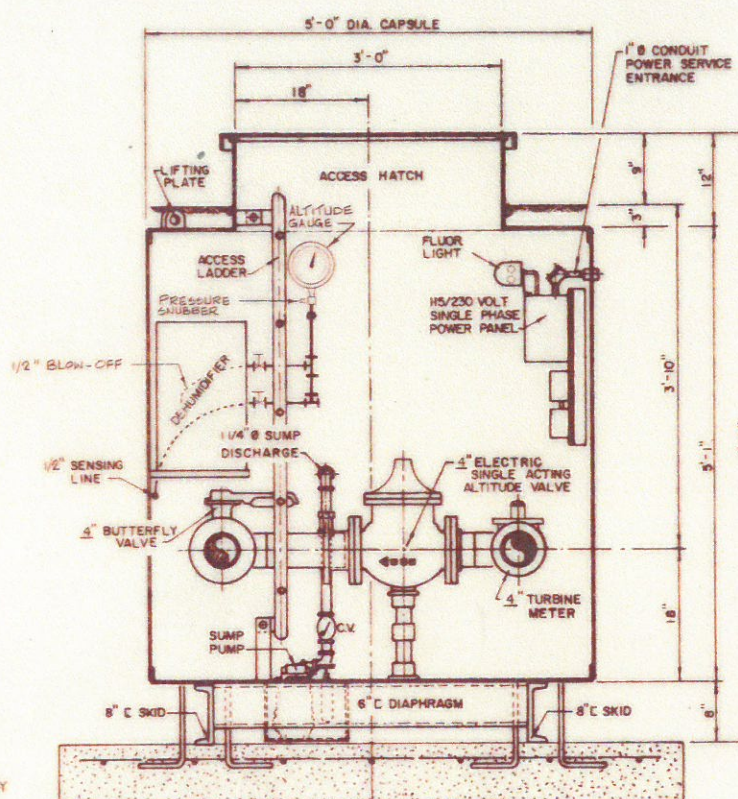 5'-0" DIA. CAPSULE
3'-0"
18"
1" Ø CONDUIT
POWER SERVICE
ENTRANCE
LIFTING
PLATE
ACCESS HATCH
9"
12"
3"
ALTITUDE
GAUGE
ACCESS
LADDER
FLUOR
LIGHT
PRESSURE
SNUBBER
115/230 VOLT
SINGLE PHASE
POWER PANEL
1/2" BLOW-OFF
DEHUMIDIFIER
3'-10"
5'-1"
1 1/4" Ø SUMP
DISCHARGE
1/2" SENSING
LINE
4" ELECTRIC
SINGLE ACTING
ALTITUDE VALVE
4" BUTTERFLY
VALVE
4" TURBINE
METER
18"
C.V.
SUMP
PUMP
8" C SKID
6" C DIAPHRAGM
8" C SKID
8"
Y